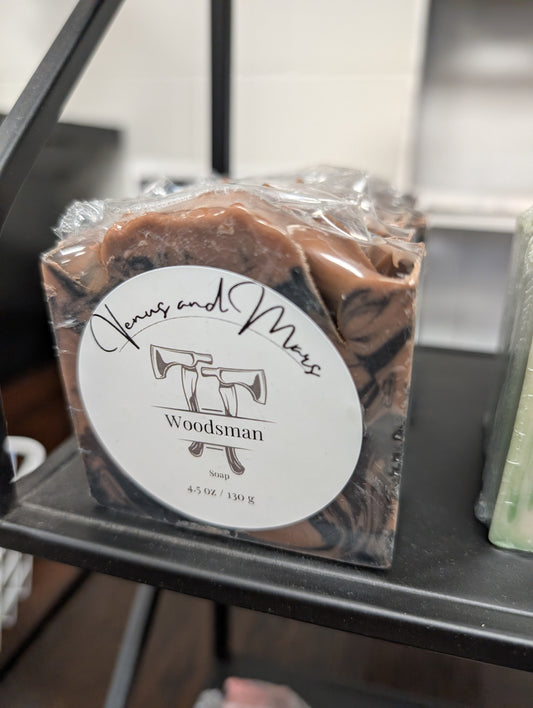 Venus and Mars
Woodsman
Soap
4.5 oz / 130 g